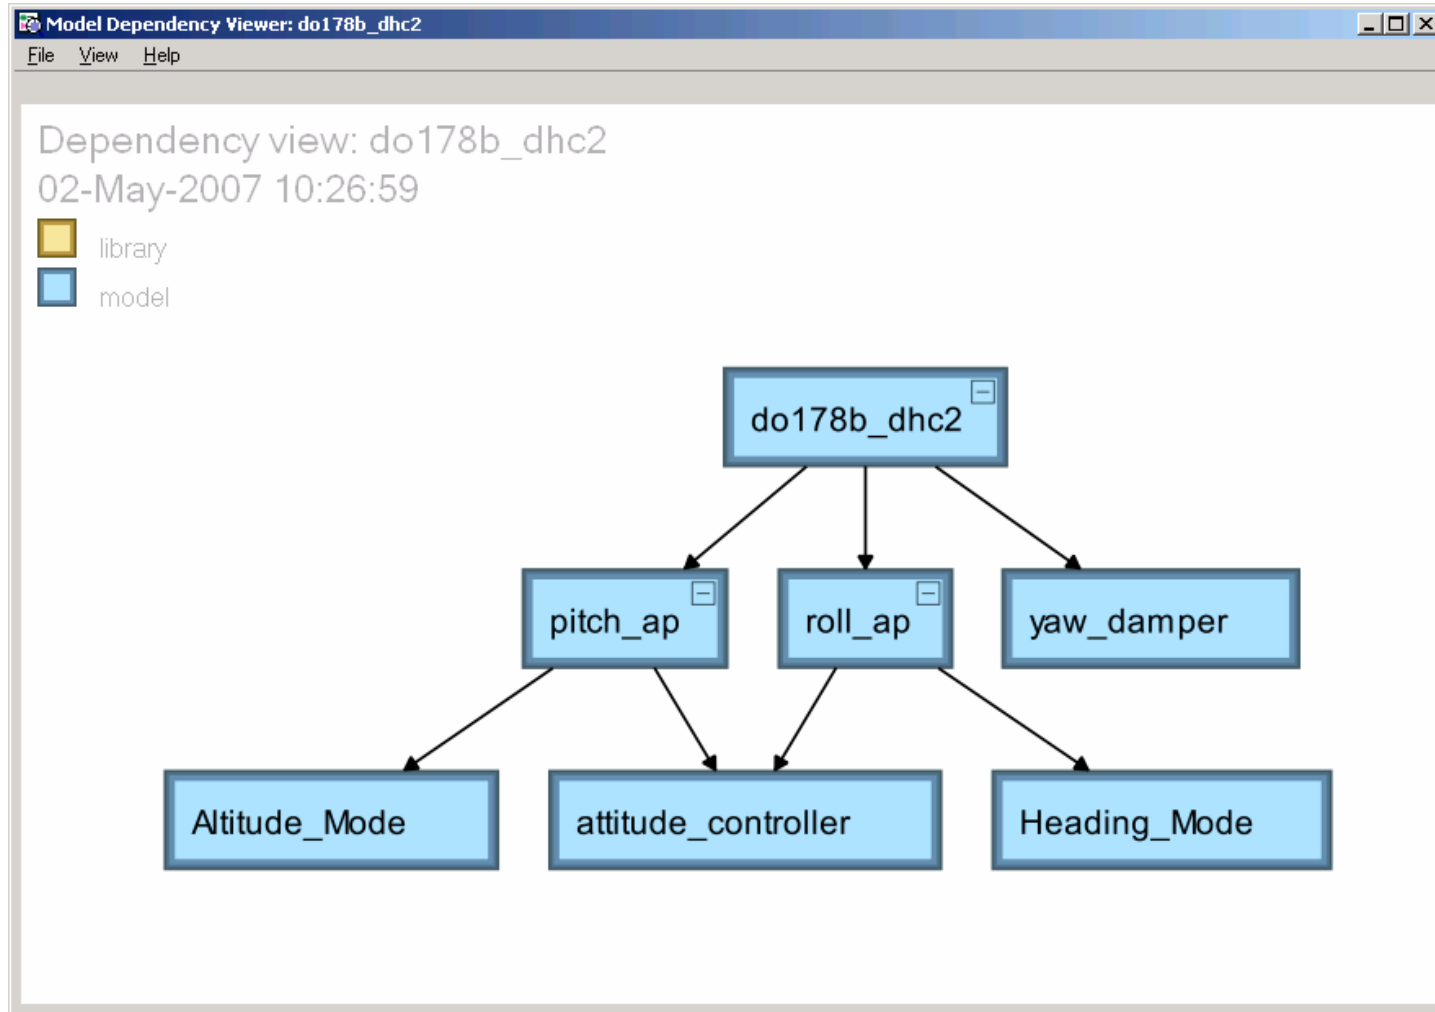 Model Dependency Viewer: do178b_dhc2
File View Help
Dependency view: do178b_dhc2
02-May-2007 10:26:59
library
model
do178b_dhc2
pitch_ap
roll_ap
yaw_damper
Altitude_Mode
attitude_controller
Heading_Mode